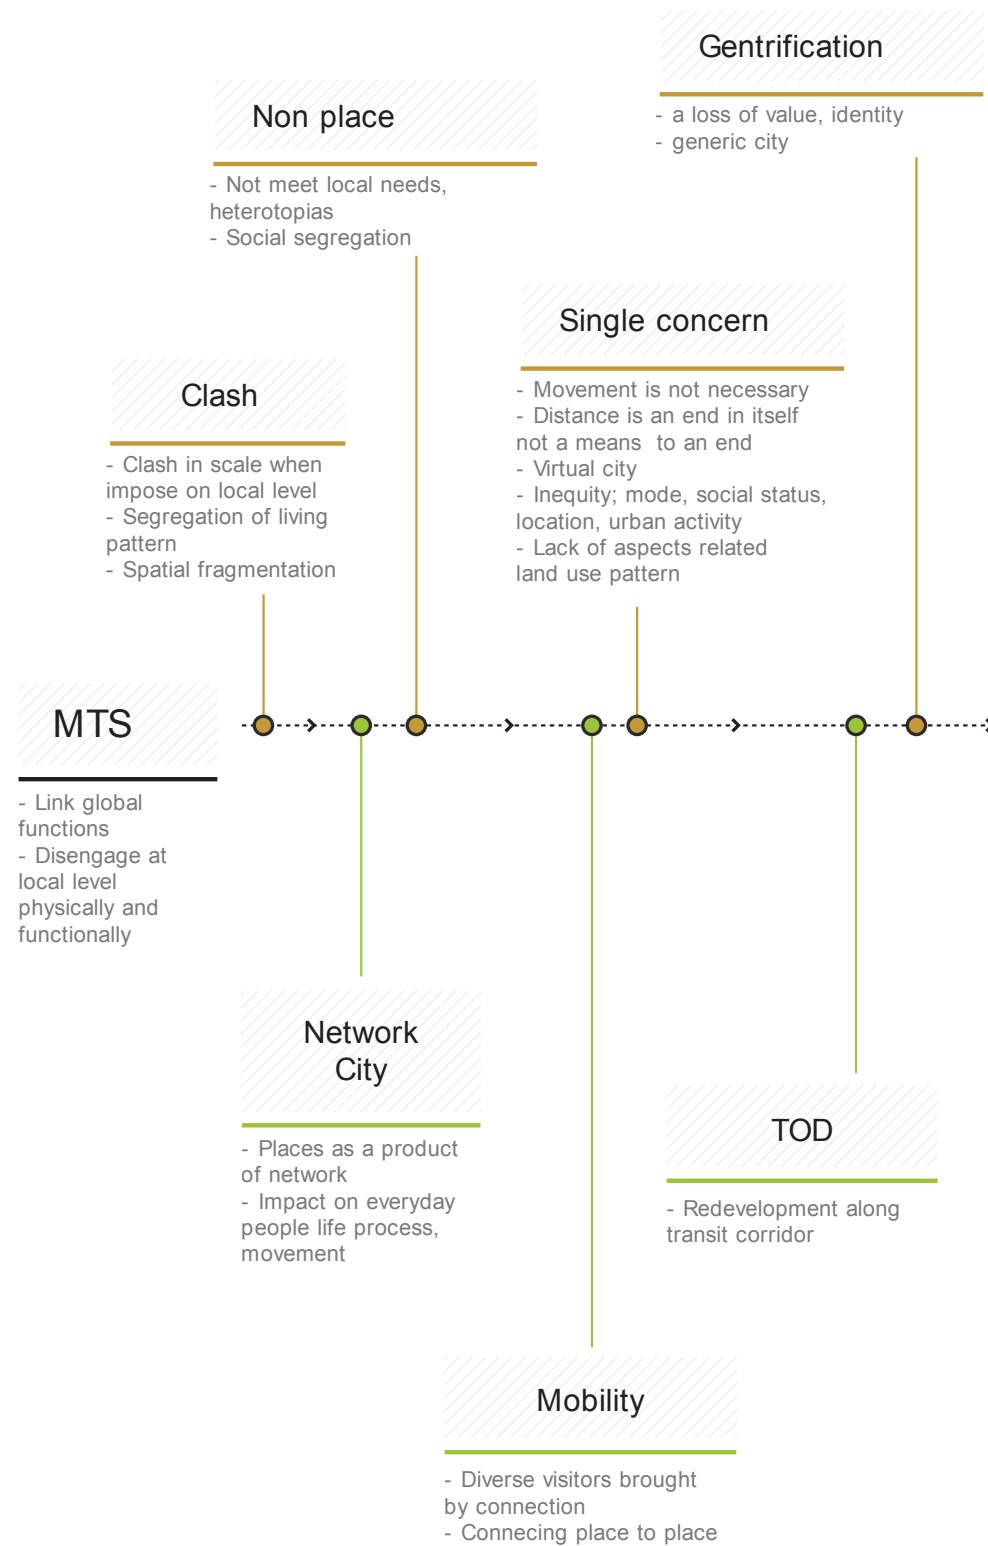 Gentrification
- a loss of value, identity
- generic city
Non place
- Not meet local needs,
heterotopias
- Social segregation
Single concern
- Movement is not necessary
- Distance is an end in itself
not a means to an end
- Virtual city
- Inequity; mode, social status,
location, urban activity
- Lack of aspects related
land use pattern
Clash
- Clash in scale when
impose on local level
- Segregation of living
pattern
- Spatial fragmentation
MTS
- Link global
functions
- Disengage at
local level
physically and
functionally
Network
City
- Places as a product
of network
- Impact on everyday
people life process,
movement
TOD
- Redevelopment along
transit corridor
Mobility
- Diverse visitors brought
by connection
- Connecing place to place